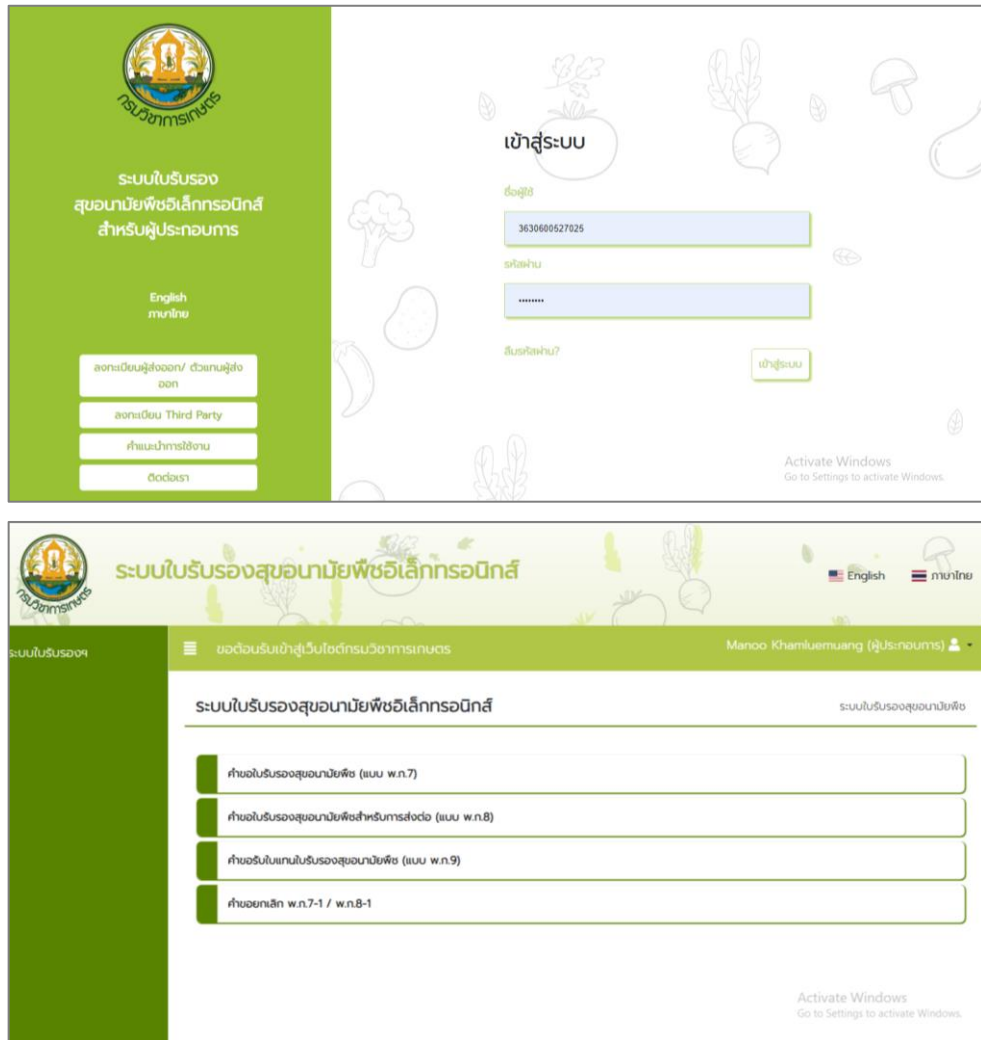 กรมวิชาการเกษตร
ระบบใบรับรอง
สุขอนามัยพืชอิเล็กทรอนิกส์
สำหรับผู้ประกอบการ
English
ภาษาไทย
ลงทะเบียนผู้ส่งออก/ ตัวแทนผู้ส่ง
ออก
ลงทะเบียน Third Party
คำแนะนำการใช้งาน
ติดต่อเรา
เข้าสู่ระบบ
ชื่อผู้ใช้
3630600527025
รหัสผ่าน
••••••••
ลืมรหัสผ่าน?
เข้าสู่ระบบ
Activate Windows
Go to Settings to activate Windows.
กรมวิชาการเกษตร
ระบบใบรับรองสุขอนามัยพืชอิเล็กทรอนิกส์
English
ภาษาไทย
ระบบใบรับรองฯ
ขอต้อนรับเข้าสู่เว็บไซต์กรมวิชาการเกษตร
Manoo Khamluemuang (ผู้ประกอบการ)
ระบบใบรับรองสุขอนามัยพืชอิเล็กทรอนิกส์
ระบบใบรับรองสุขอนามัยพืช
คำขอใบรับรองสุขอนามัยพืช (แบบ พ.ก.7)
คำขอใบรับรองสุขอนามัยพืชสำหรับการส่งต่อ (แบบ พ.ก.8)
คำขอรับใบแทนใบรับรองสุขอนามัยพืช (แบบ พ.ก.9)
คำขอยกเลิก พ.ก.7-1 / พ.ก.8-1
Activate Windows
Go to Settings to activate Windows.